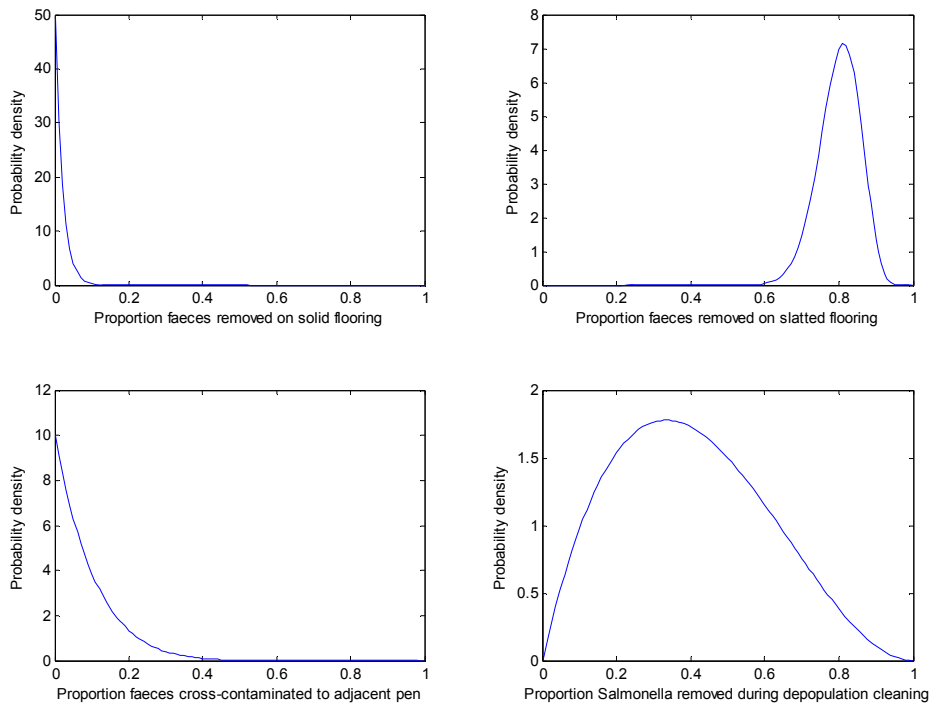 50
40
30
20
10
0
Probability density
0 0.2 0.4 0.6 0.8 1
Proportion faeces removed on solid flooring
8
7
6
5
4
3
2
1
0
Probability density
0 0.2 0.4 0.6 0.8 1
Proportion faeces removed on slatted flooring
12
10
8
6
4
2
0
Probability density
0 0.2 0.4 0.6 0.8 1
Proportion faeces cross-contaminated to adjacent pen
2
1.5
1
0.5
0
Probability density
0 0.2 0.4 0.6 0.8 1
Proportion Salmonella removed during depopulation cleaning